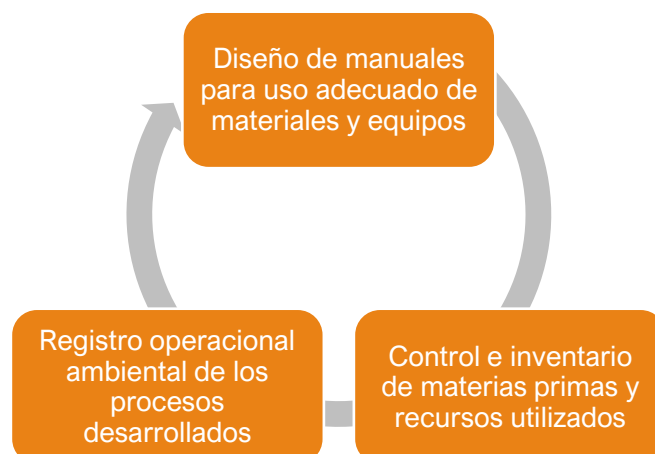 Diseño de manuales
para uso adecuado de
materiales y equipos
Control e inventario
de materias primas y
recursos utilizados
Registro operacional
ambiental de los
procesos
desarrollados